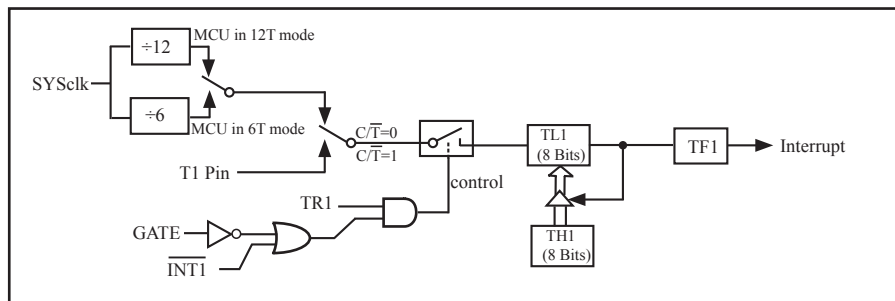 ÷12
MCU in 12T mode
SYSclk
÷6
MCU in 6T mode
C/T̅=0
C/T̅=1
T1 Pin
control
TL1
(8 Bits)
TF1
Interrupt
TR1
GATE
I̅N̅T̅1̅
TH1
(8 Bits)